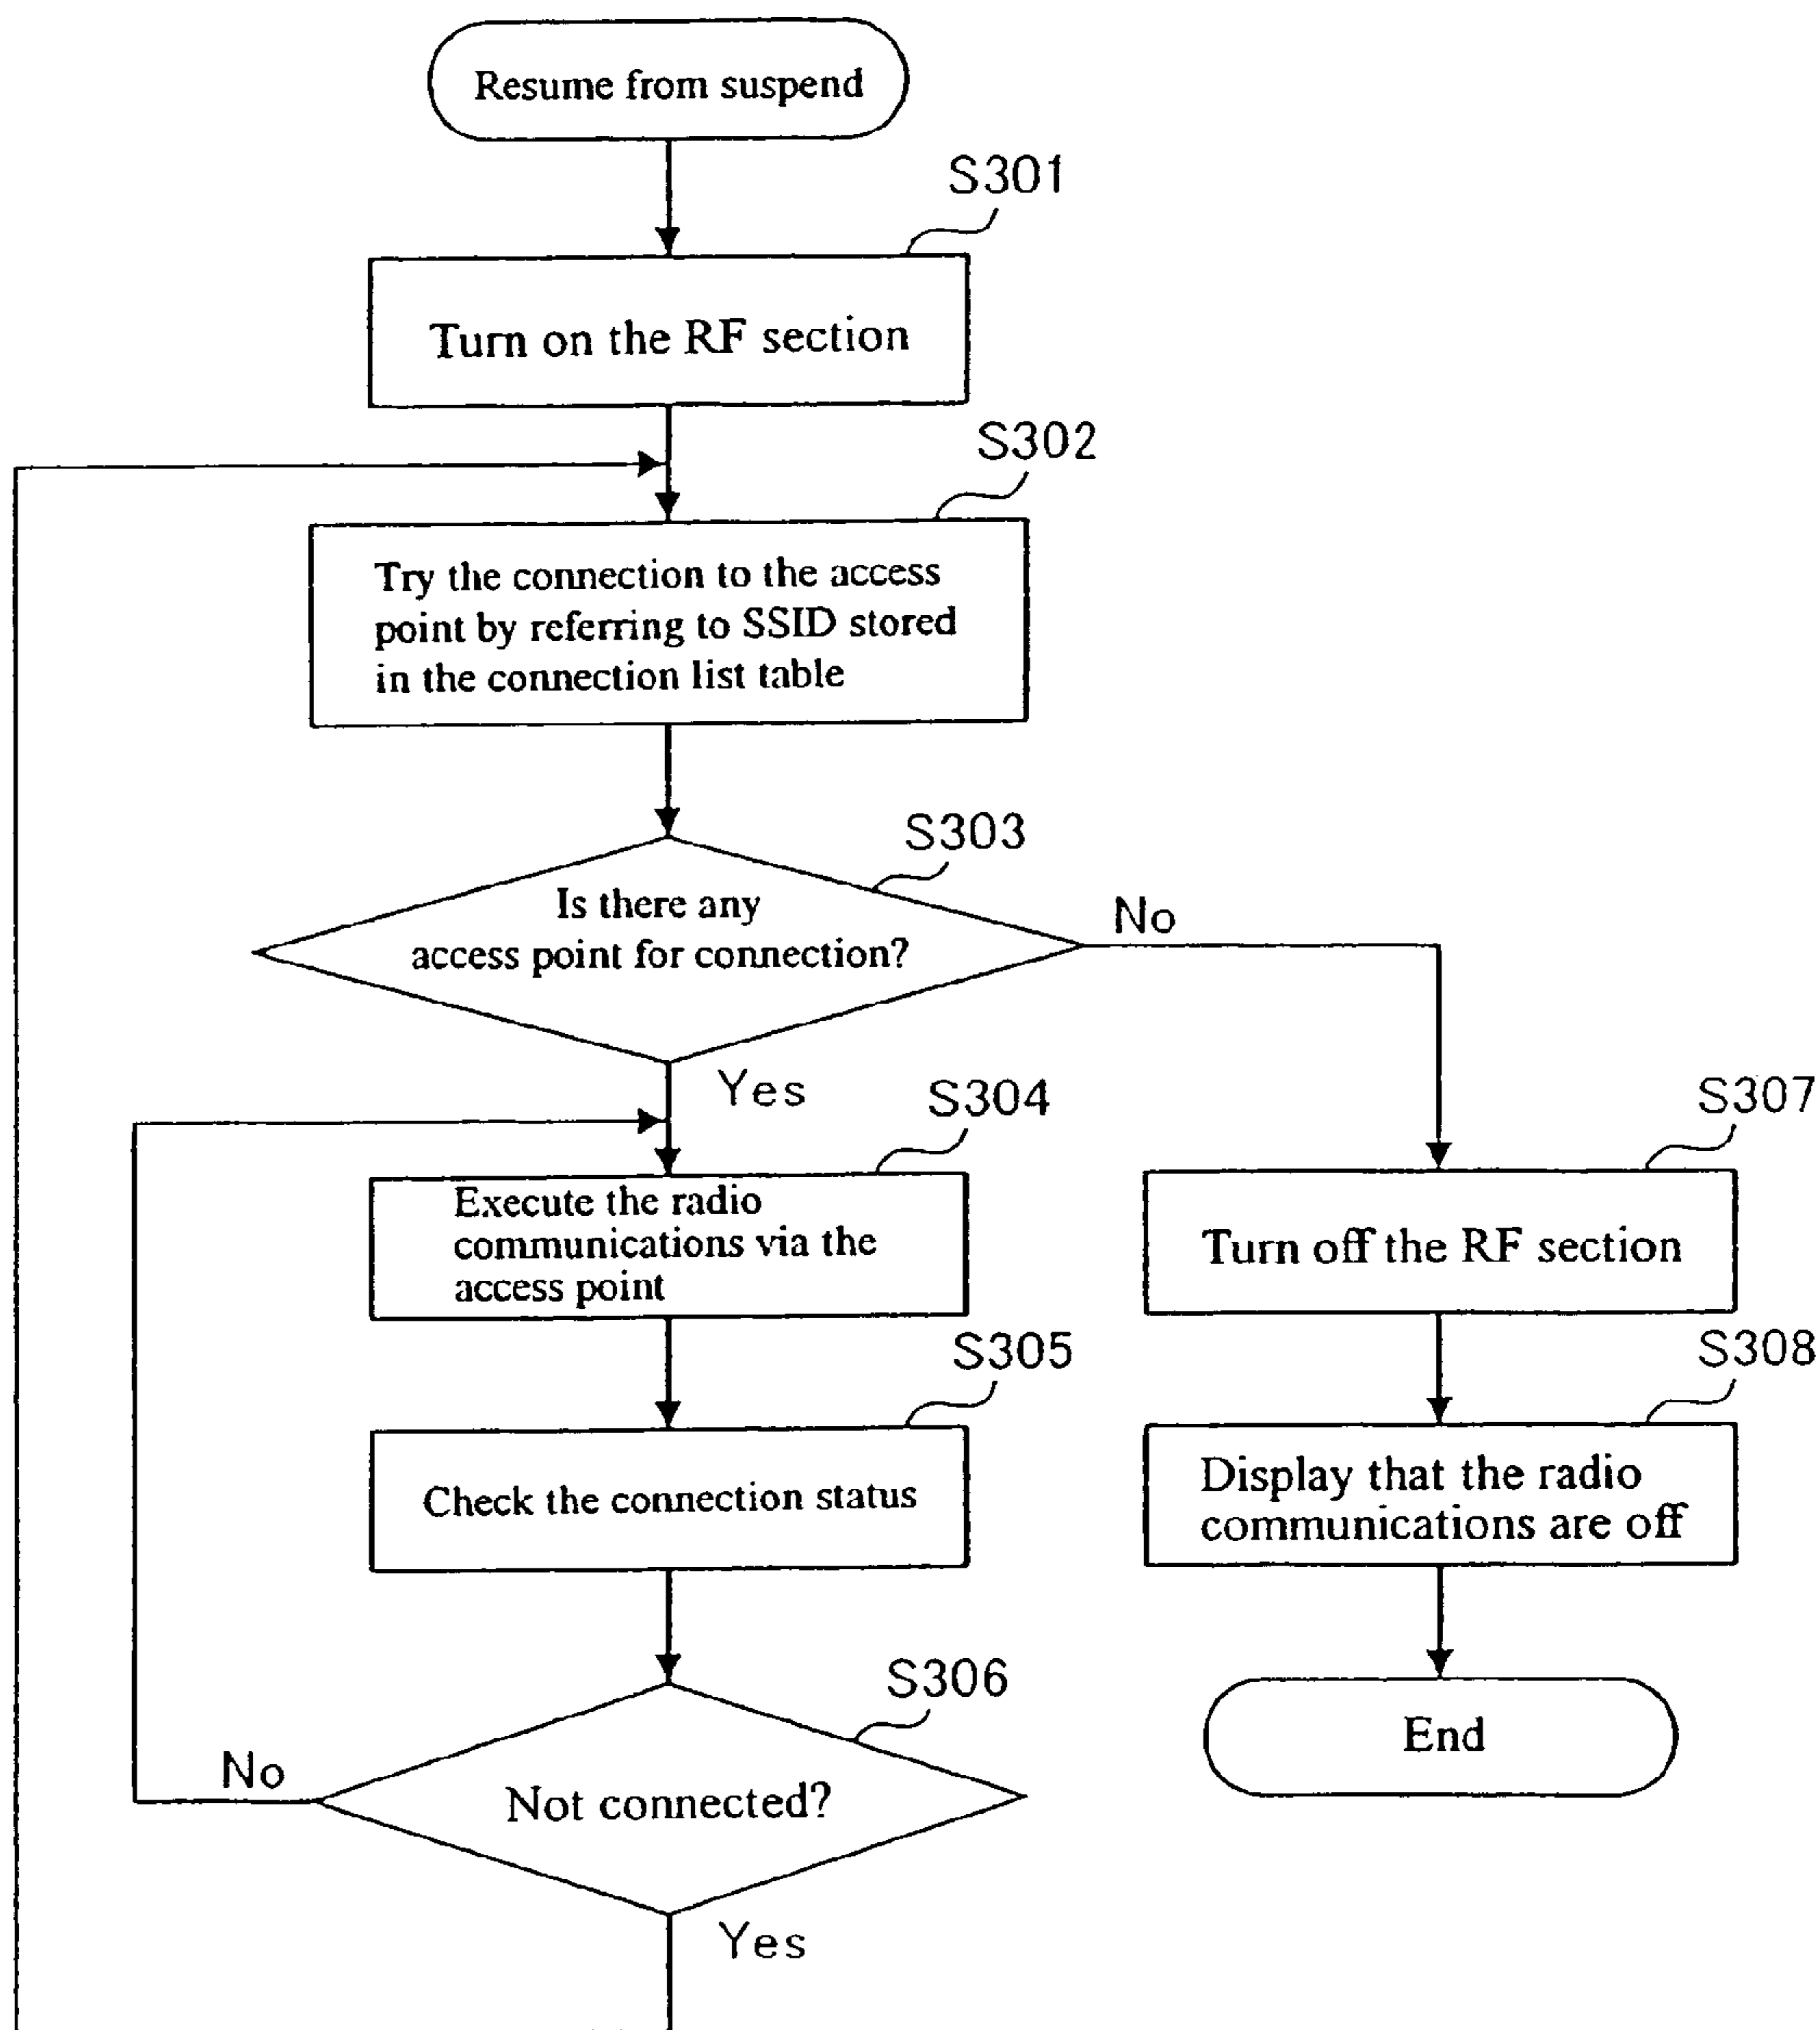 Resume from suspend
S301
Turn on the RF section
S302
Try the connection to the access
point by referring to SSID stored
in the connection list table
S303
Is there any
access point for connection?
No
Yes
S304
Execute the radio
communications via the
access point
S305
Check the connection status
S306
Not connected?
No
Yes
S307
Turn off the RF section
S308
Display that the radio
communications are off
End